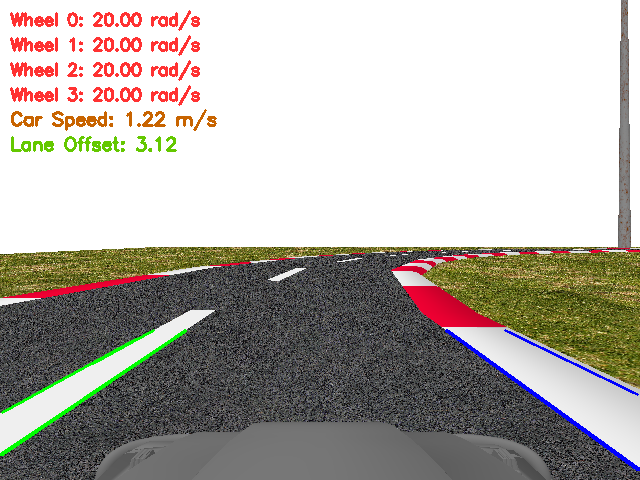 Wheel 0: 20.00 rad/s
Wheel 1: 20.00 rad/s
Wheel 2: 20.00 rad/s
Wheel 3: 20.00 rad/s
Car Speed: 1.22 m/s
Lane Offset: 3.12